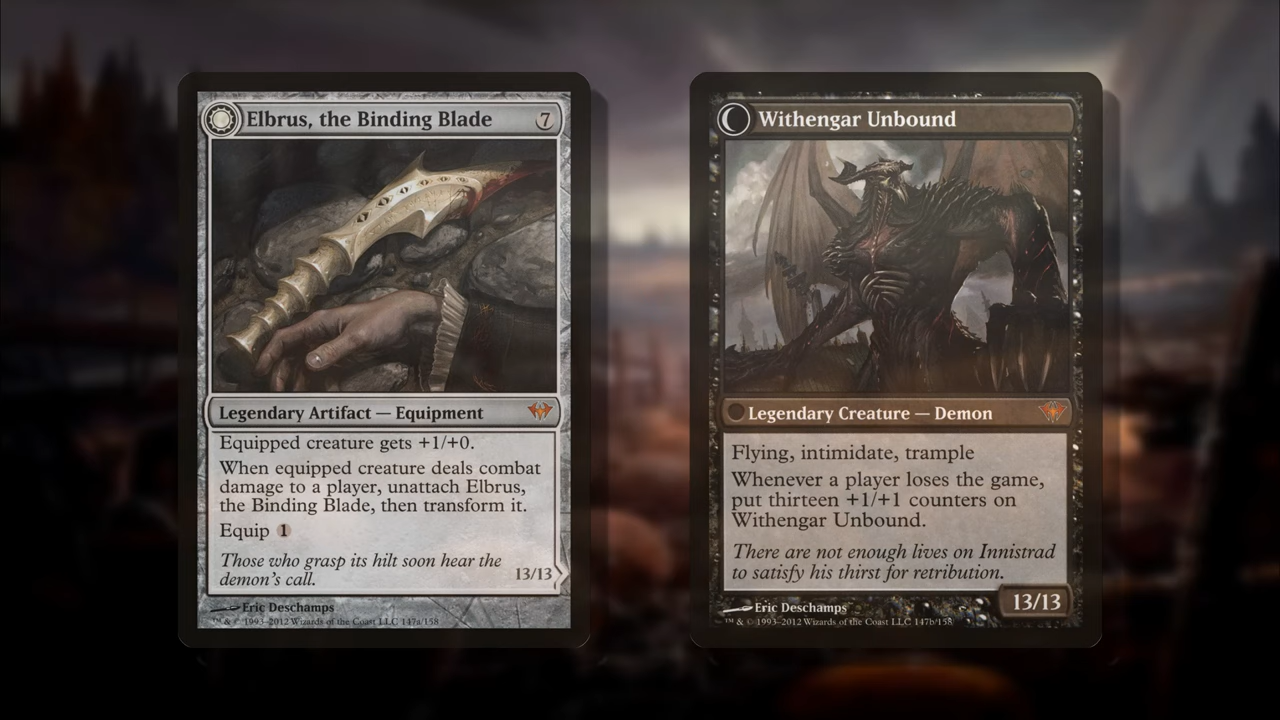 Elbrus, the Binding Blade 7
Legendary Artifact — Equipment
Equipped creature gets +1/+0.
When equipped creature deals combat
damage to a player, unattach Elbrus,
the Binding Blade, then transform it.
Equip 1
Those who grasp its hilt soon hear the
demon's call.
13/13
Eric Deschamps
™ & © 1993–2012 Wizards of the Coast LLC 147a/158
Withengar Unbound
Legendary Creature — Demon
Flying, intimidate, trample
Whenever a player loses the game,
put thirteen +1/+1 counters on
Withengar Unbound.
There are not enough lives on Innistrad
to satisfy his thirst for retribution.
13/13
Eric Deschamps
™ & © 1993–2012 Wizards of the Coast LLC 147b/158